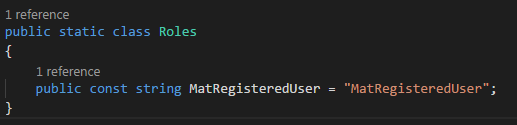 1 reference
public static class Roles
{
1 reference
public const string MatRegisteredUser = "MatRegisteredUser";
}